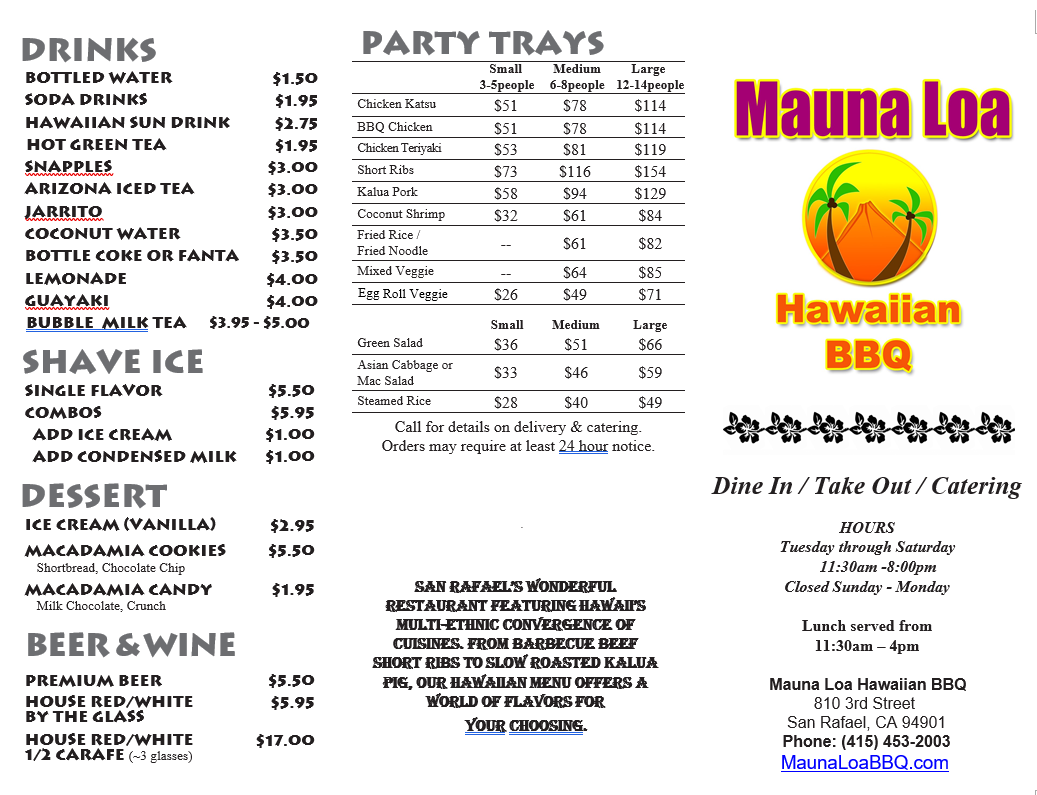 DRINKS
BOTTLED WATER $1.50
SODA DRINKS $1.95
HAWAIIAN SUN DRINK $2.75
HOT GREEN TEA $1.95
SNAPPLES $3.00
ARIZONA ICED TEA $3.00
JARRITO $3.00
COCONUT WATER $3.50
BOTTLE COKE OR FANTA $3.50
LEMONADE $4.00
GUAYAKI $4.00
BUBBLE MILK TEA $3.95 - $5.00
SHAVE ICE
SINGLE FLAVOR $5.50
COMBOS $5.95
ADD ICE CREAM $1.00
ADD CONDENSED MILK $1.00
DESSERT
ICE CREAM (VANILLA) $2.95
MACADAMIA COOKIES $5.50
Shortbread, Chocolate Chip
MACADAMIA CANDY $1.95
Milk Chocolate, Crunch
BEER & WINE
PREMIUM BEER $5.50
HOUSE RED/WHITE $5.95
BY THE GLASS
HOUSE RED/WHITE $17.00
1/2 CARAFE (~3 glasses)
PARTY TRAYS
Small Medium Large
3-5people 6-8people 12-14people
Chicken Katsu $51 $78 $114
BBQ Chicken $51 $78 $114
Chicken Teriyaki $53 $81 $119
Short Ribs $73 $116 $154
Kalua Pork $58 $94 $129
Coconut Shrimp $32 $61 $84
Fried Rice /
Fried Noodle -- $61 $82
Mixed Veggie -- $64 $85
Egg Roll Veggie $26 $49 $71
Small Medium Large
Green Salad $36 $51 $66
Asian Cabbage or
Mac Salad $33 $46 $59
Steamed Rice $28 $40 $49
Call for details on delivery & catering.
Orders may require at least 24 hour notice.
SAN RAFAEL'S WONDERFUL
RESTAURANT FEATURING HAWAII'S
MULTI-ETHNIC CONVERGENCE OF
CUISINES. FROM BARBECUE BEEF
SHORT RIBS TO SLOW ROASTED KALUA
PIG, OUR HAWAIIAN MENU OFFERS A
WORLD OF FLAVORS FOR
YOUR CHOOSING.
Mauna Loa
Hawaiian
BBQ
Dine In / Take Out / Catering
HOURS
Tuesday through Saturday
11:30am -8:00pm
Closed Sunday - Monday
Lunch served from
11:30am – 4pm
Mauna Loa Hawaiian BBQ
810 3rd Street
San Rafael, CA 94901
Phone: (415) 453-2003
MaunaLoaBBQ.com